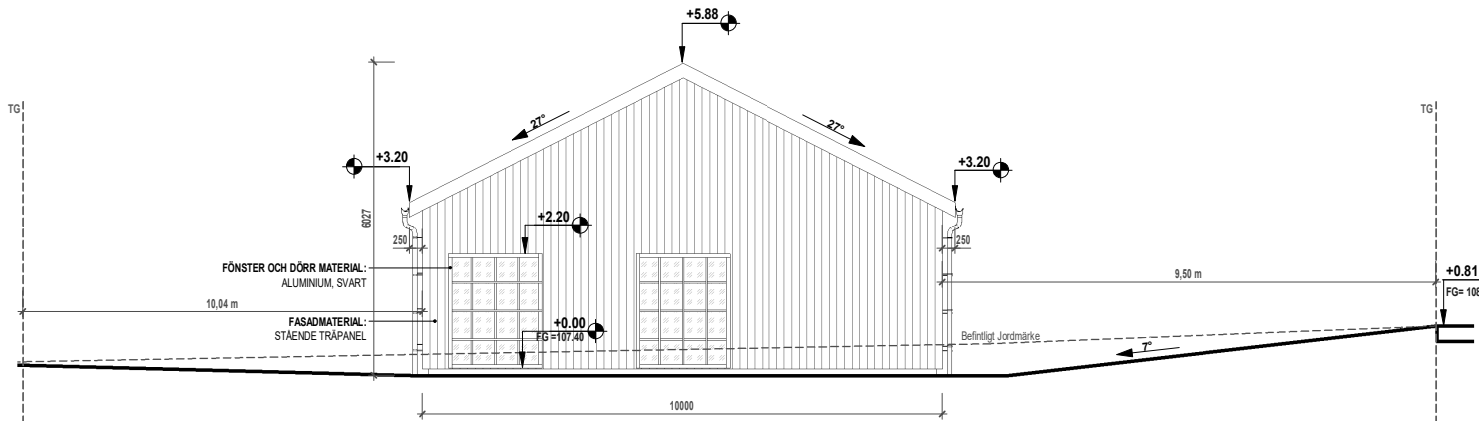 +5.88
TG
TG
27°
27°
+3.20
+3.20
6027
+2.20
250
250
FÖNSTER OCH DÖRR MATERIAL:
ALUMINIUM, SVART
9,50 m
+0.81
FG= 108
10,04 m
FASADMATERIAL:
STÅENDE TRÄPANEL
+0.00
FG =107.40
Befintligt Jordmärke
7°
10000